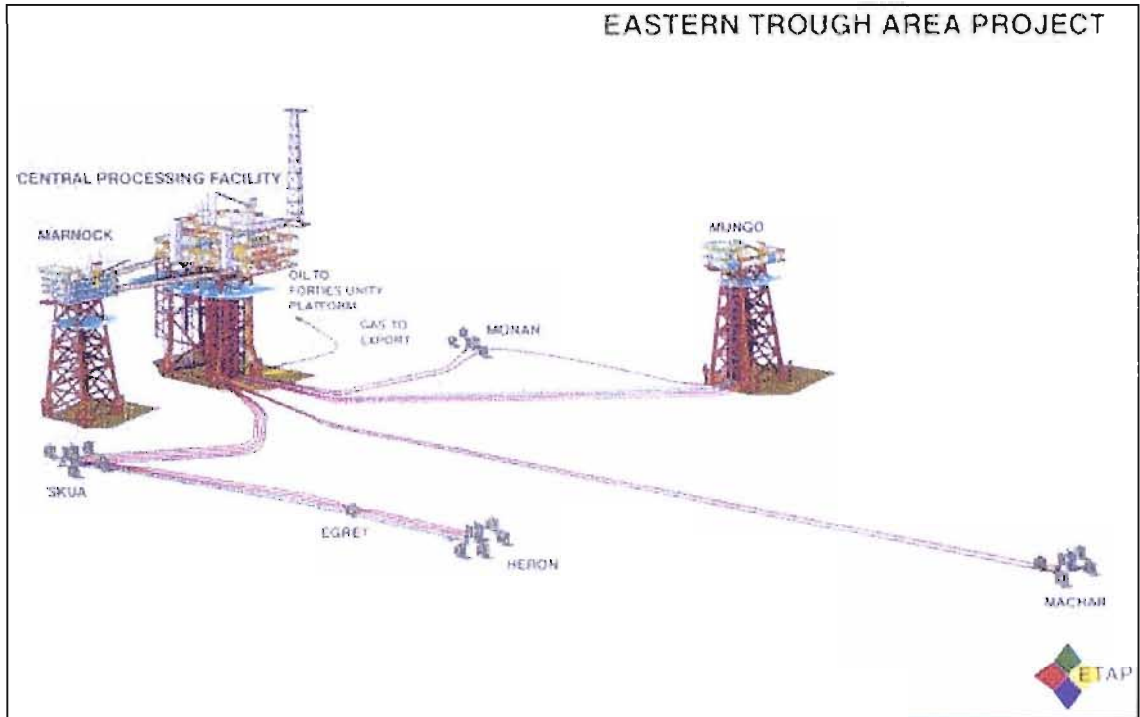 EASTERN TROUGH AREA PROJECT
CENTRAL PROCESSING FACILITY
MARNOCK
MUNGO
OIL TO
FORTIES UNITY
PLATFORM
GAS TO
EXPORT
MONAN
SKUA
EGRET
HERON
MACHAR
ETAP